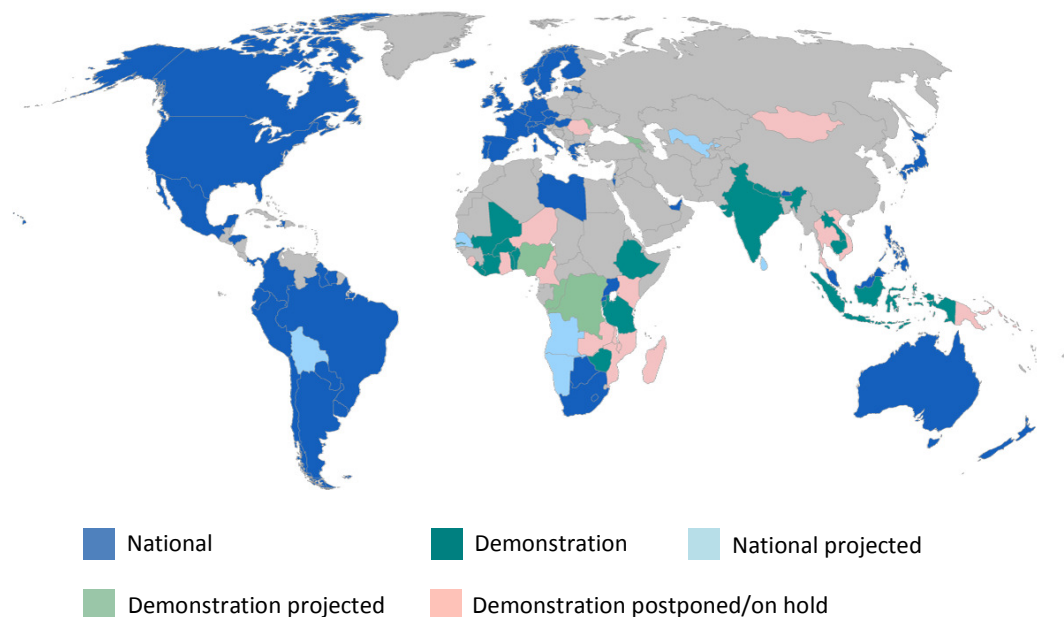 National
Demonstration
National projected
Demonstration projected
Demonstration postponed/on hold